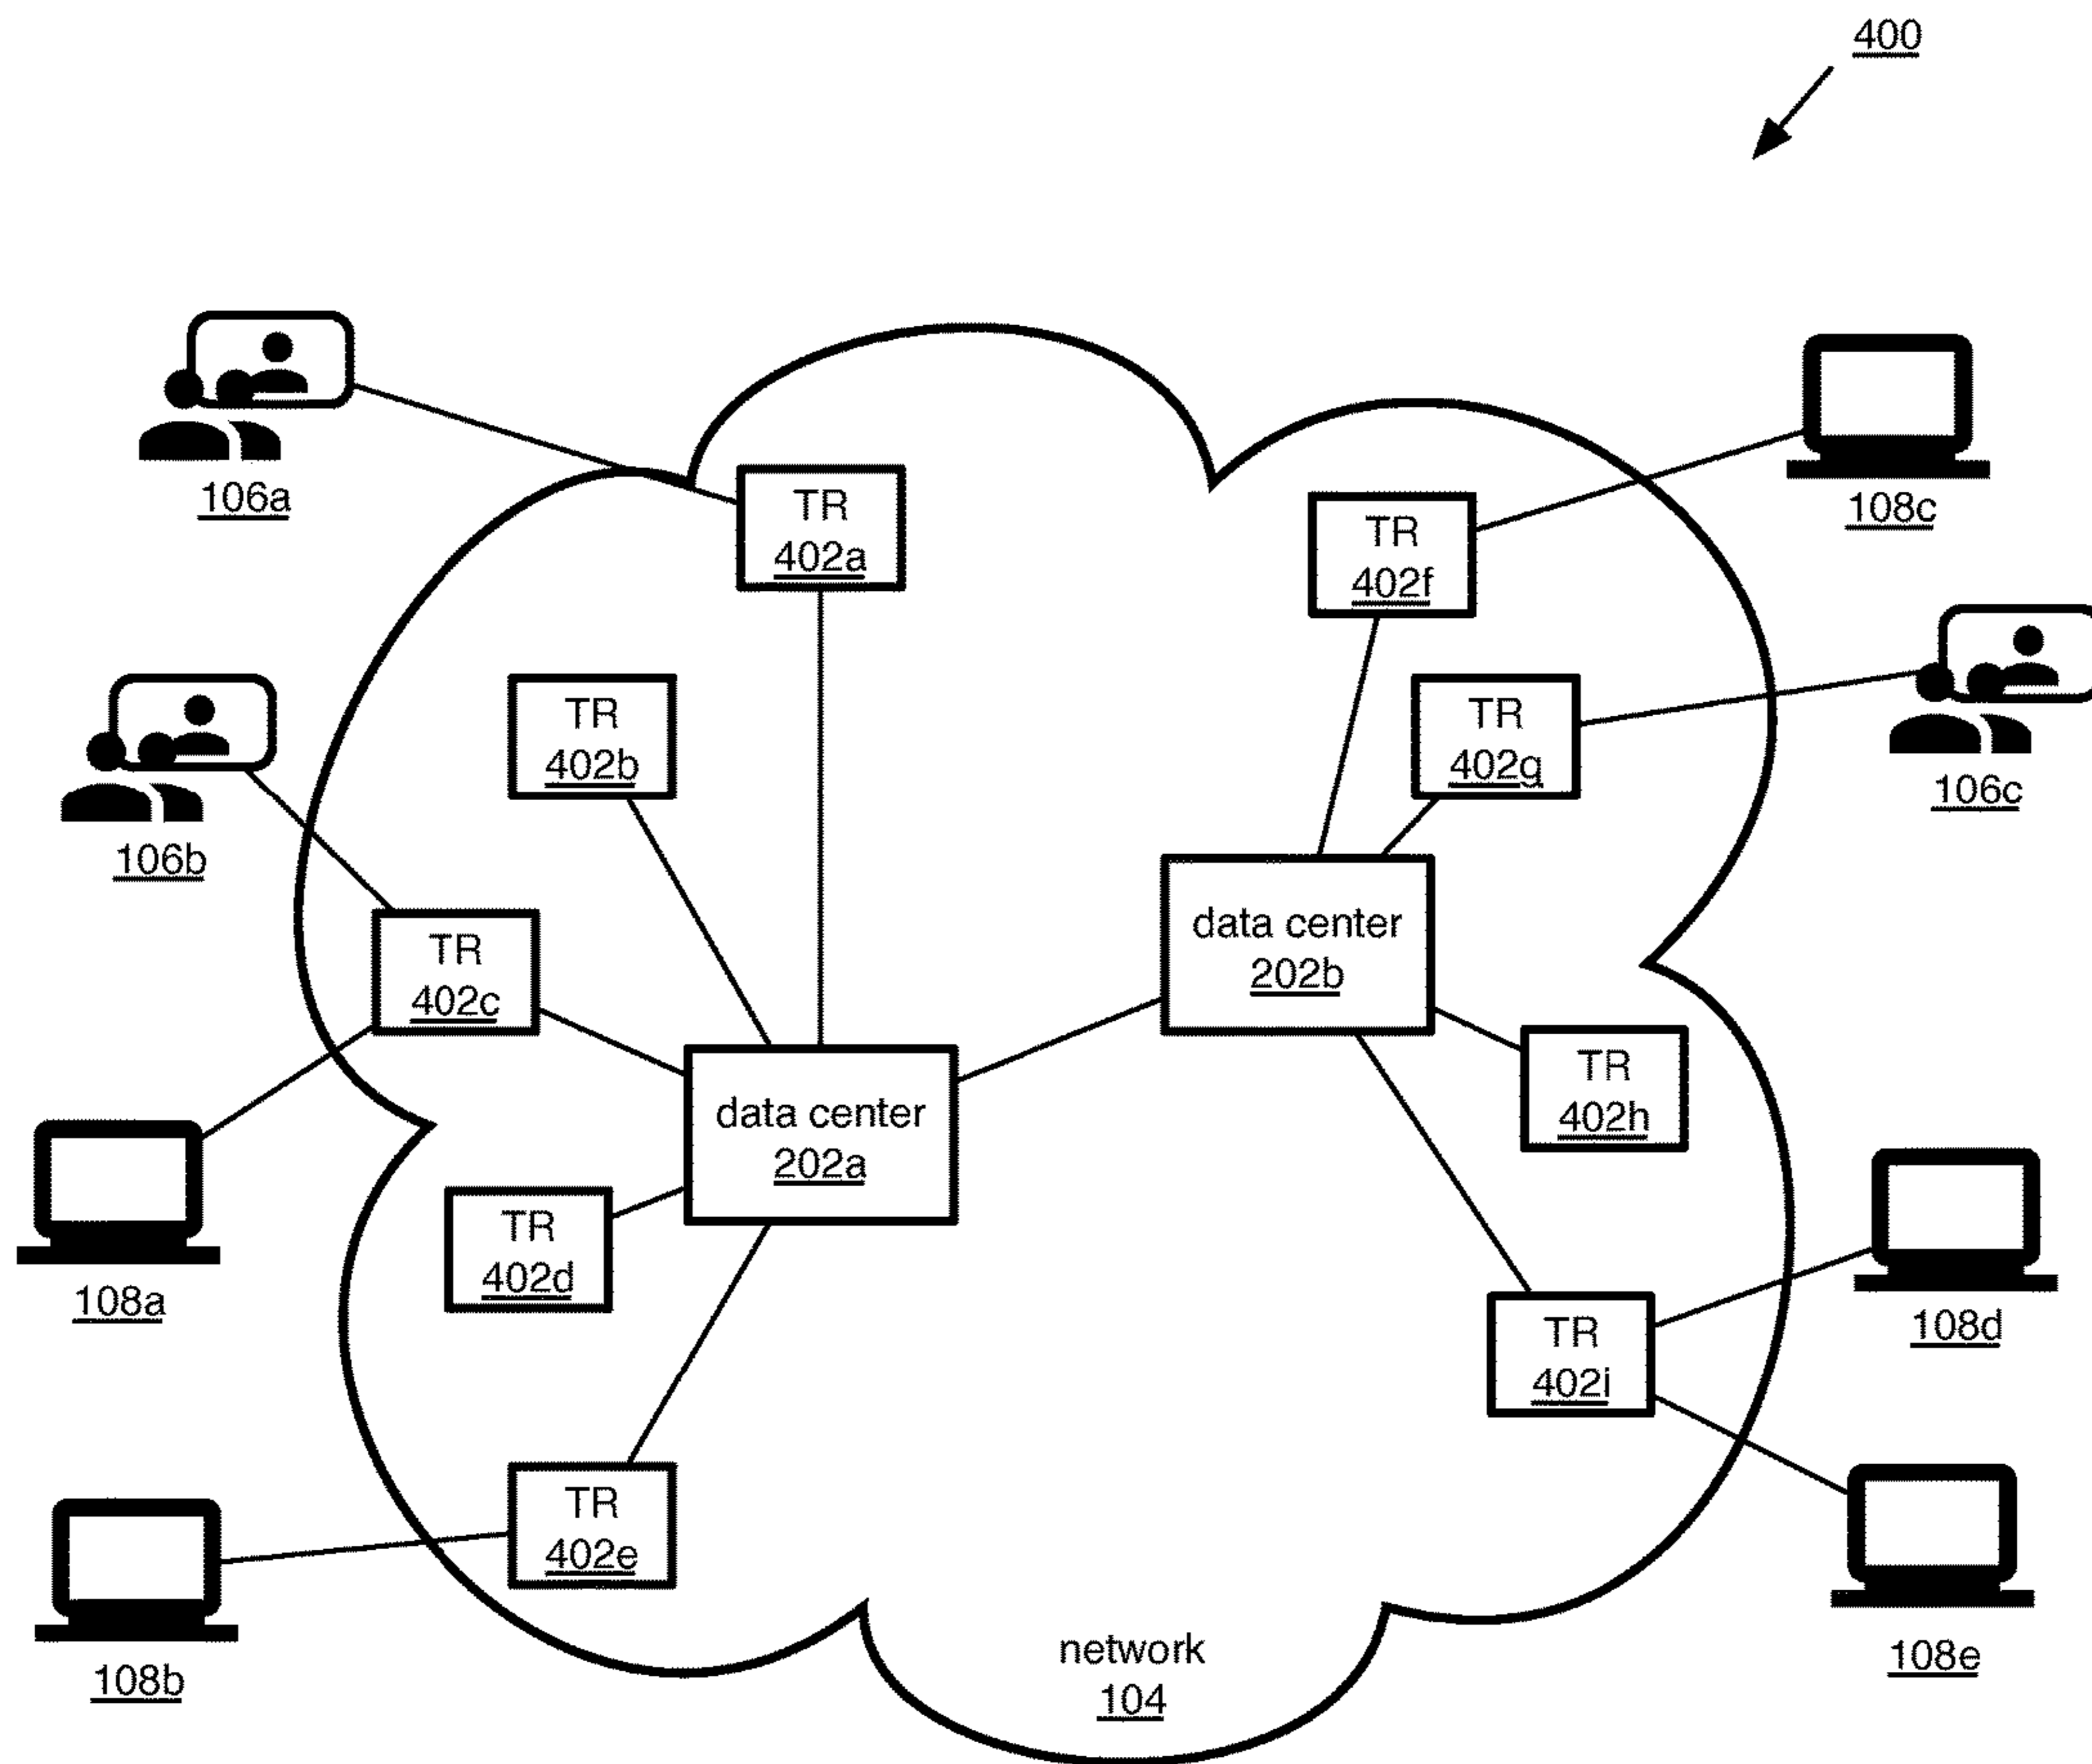 400
106a
TR
402a
TR
402f
108c
TR
402b
TR
402g
106c
106b
TR
402c
data center
202b
data center
202a
TR
402h
108a
TR
402d
TR
402i
108d
TR
402e
108b
network
104
108e